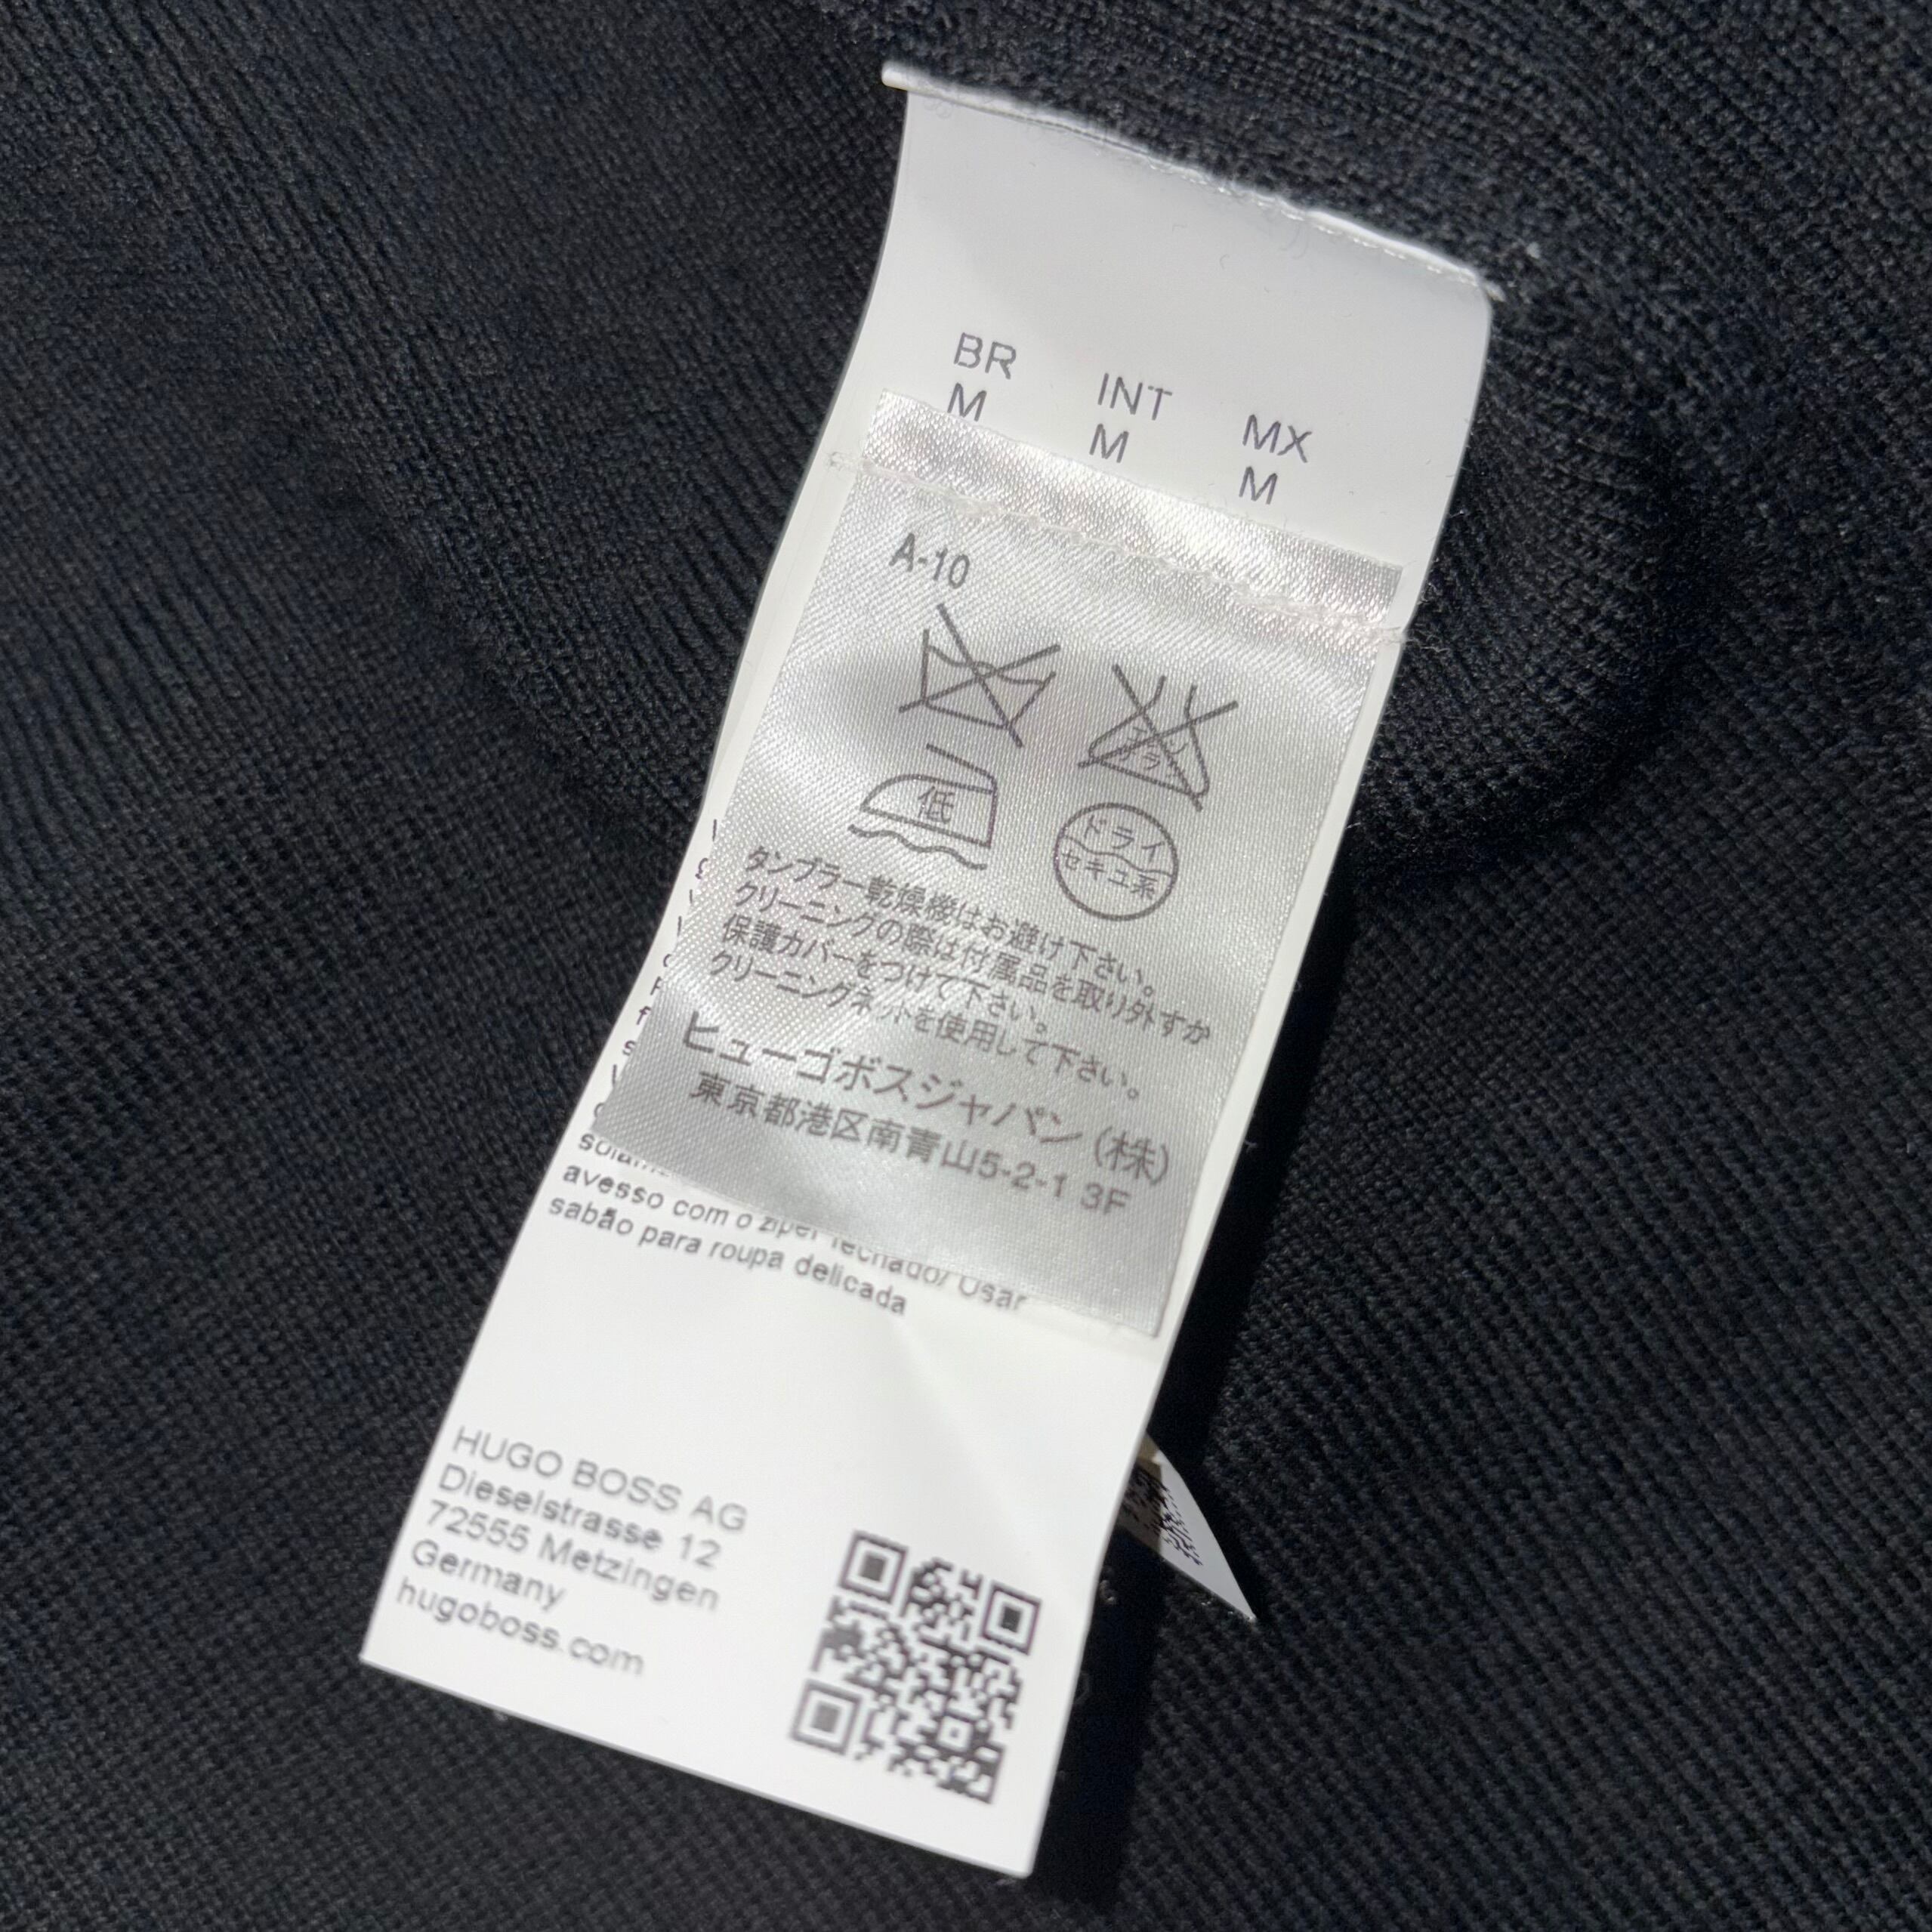 BR INT MX
M M M
A-10
エンソ
サラシ
低
ドライ
セキユ系
タンブラー乾燥機はお避け下さい。
クリーニングの際は付属品を取り外すか
保護カバーをつけて下さい。
クリーニングネットを使用して下さい。
ヒューゴボスジャパン(株)
東京都港区南青山5-2-1 3F
avesso com o zíper fechado/ Usar
sabão para roupa delicada
HUGO BOSS AG
Dieselstrasse 12
72555 Metzingen
Germany
hugoboss.com